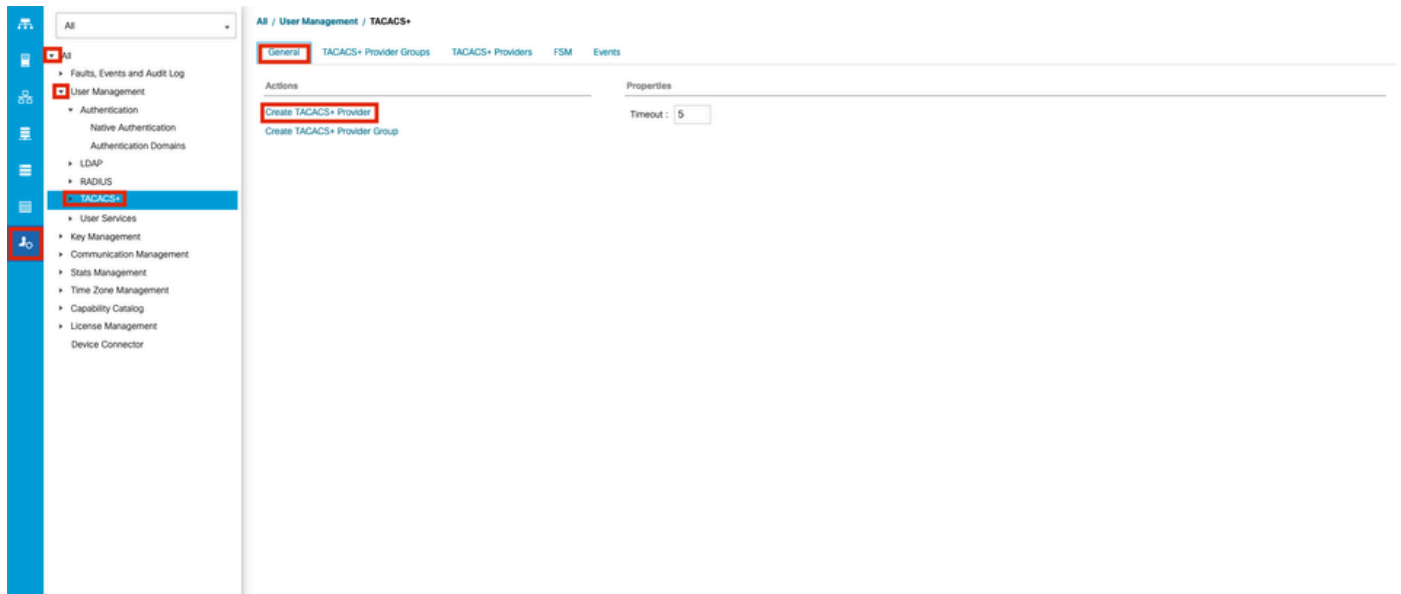 All
All
Faults, Events and Audit Log
User Management
Authentication
Native Authentication
Authentication Domains
LDAP
RADIUS
TACACS+
User Services
Key Management
Communication Management
Stats Management
Time Zone Management
Capability Catalog
License Management
Device Connector
All / User Management / TACACS+
General TACACS+ Provider Groups TACACS+ Providers FSM Events
Actions
Create TACACS+ Provider
Create TACACS+ Provider Group
Properties
Timeout : 5